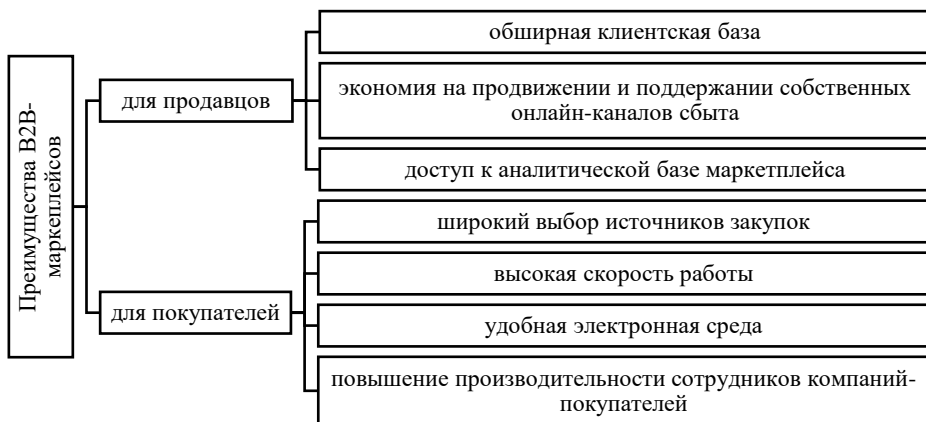 Преимущества B2B-
маркеплейсов
для продавцов
обширная клиентская база
экономия на продвижении и поддержании собственных
онлайн-каналов сбыта
доступ к аналитической базе маркетплейса
для покупателей
широкий выбор источников закупок
высокая скорость работы
удобная электронная среда
повышение производительности сотрудников компаний-
покупателей